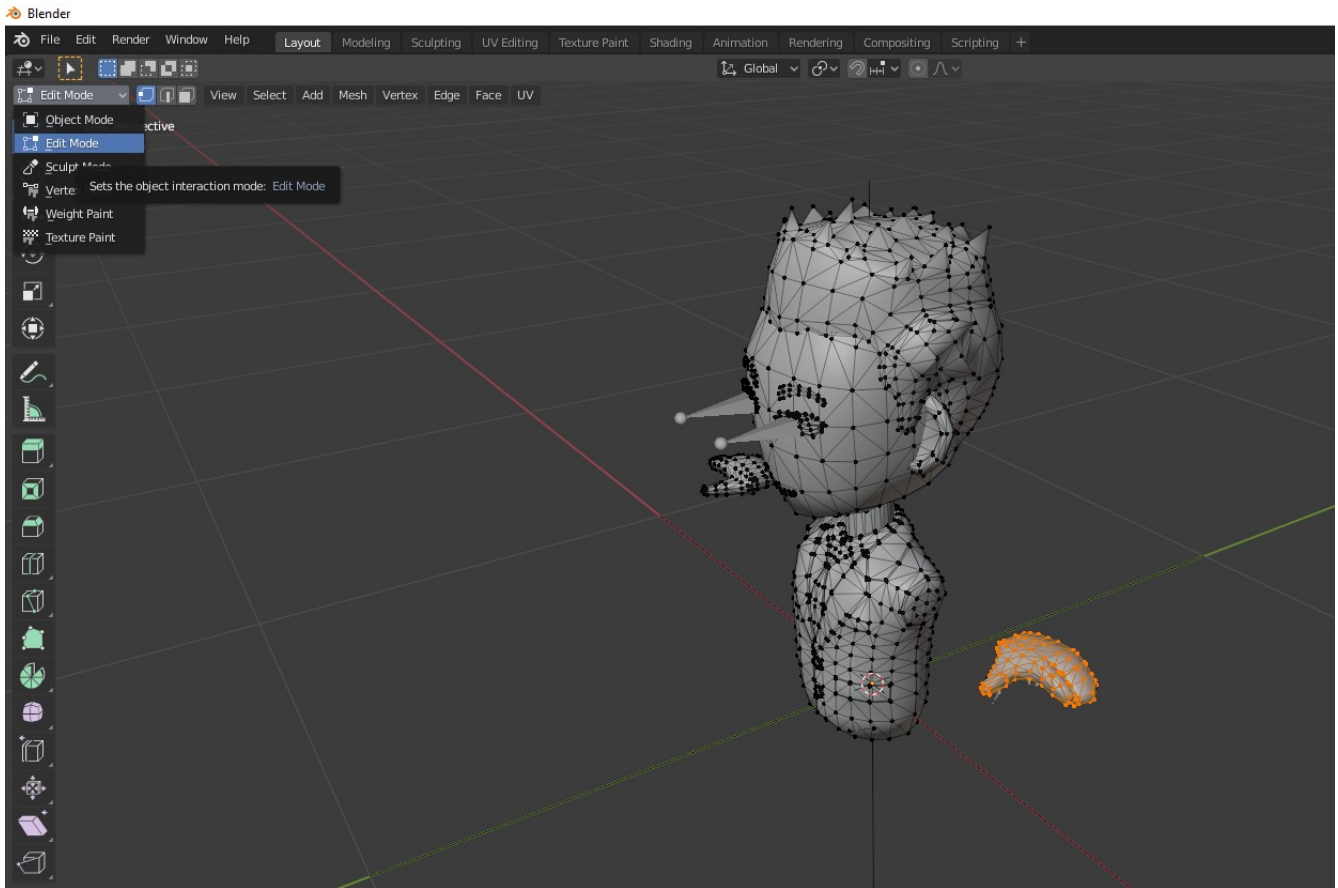 Blender
File Edit Render Window Help Layout Modeling Sculpting UV Editing Texture Paint Shading Animation Rendering Compositing Scripting +
Global
Edit Mode View Select Add Mesh Vertex Edge Face UV
Object Mode
Edit Mode
Sculpt Mode
Sets the object interaction mode: Edit Mode
Weight Paint
Texture Paint